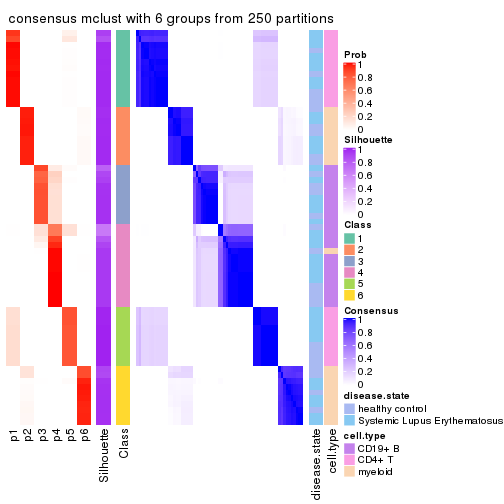 consensus mclust with 6 groups from 250 partitions
Prob
1
0.8
0.6
0.4
0.2
0
Silhouette
1
0.8
0.6
0.4
0.2
0
Class
1
2
3
4
5
6
Consensus
1
0.8
0.6
0.4
0.2
0
disease.state
healthy control
Systemic Lupus Erythematosus
cell.type
CD19+ B
CD4+ T
myeloid
p1
p2
p3
p4
p5
p6
Silhouette
Class
disease.state
cell.type